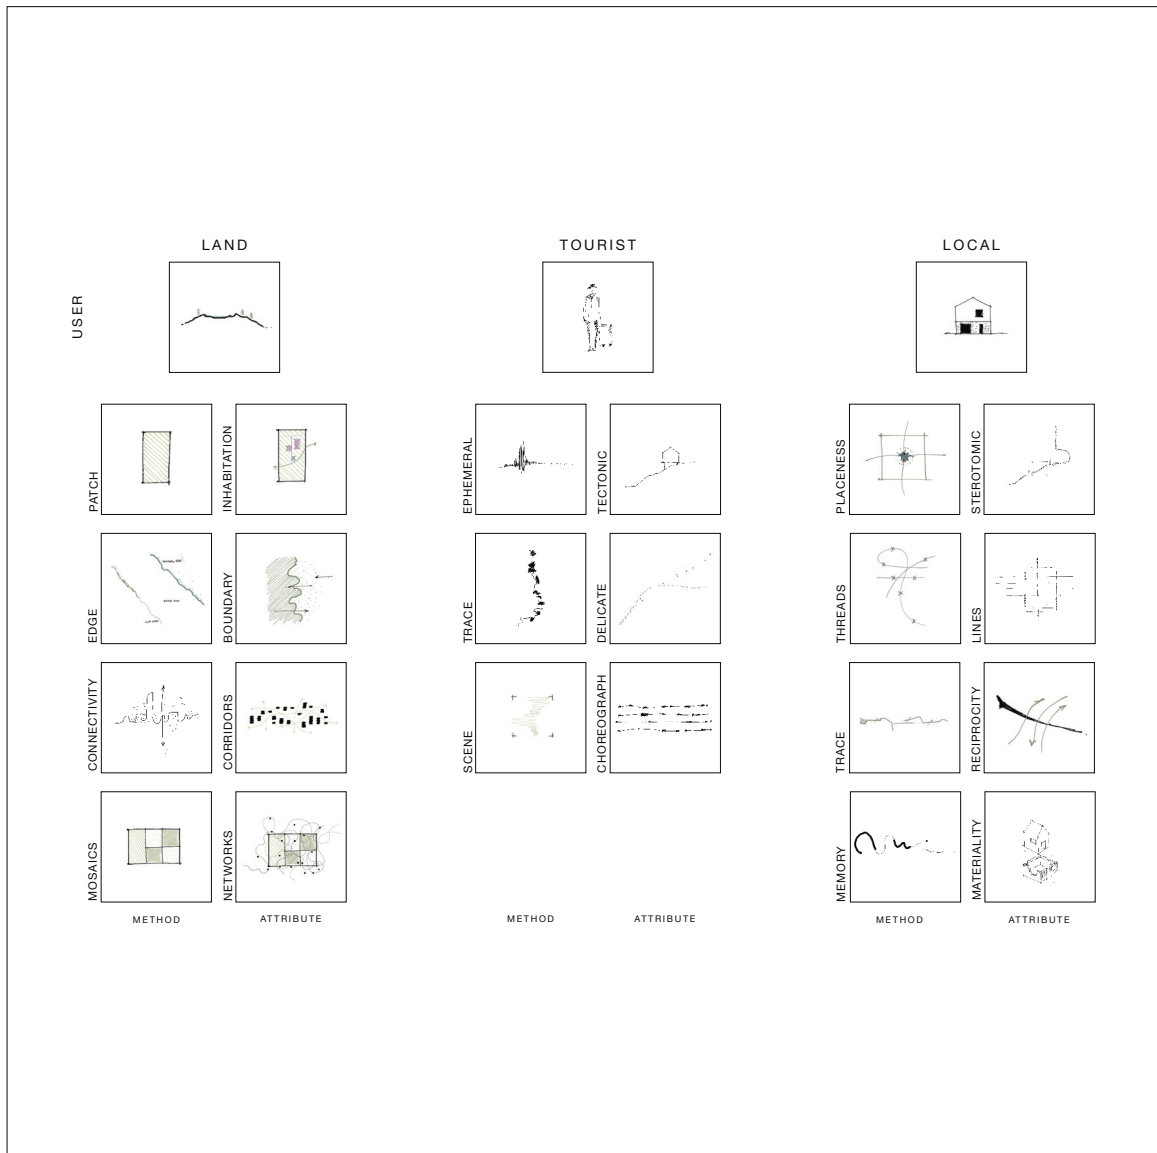 LAND
TOURIST
LOCAL
USER
PATCH
INHABITATION
EPHEMERAL
TECTONIC
PLACENESS
STEROTOMIC
EDGE
BOUNDARY
TRACE
DELICATE
THREADS
LINES
CONNECTIVITY
CORRIDORS
SCENE
CHOREOGRAPH
TRACE
RECIPROCITY
MOSAICS
NETWORKS
MEMORY
MATERIALITY
METHOD
ATTRIBUTE
METHOD
ATTRIBUTE
METHOD
ATTRIBUTE